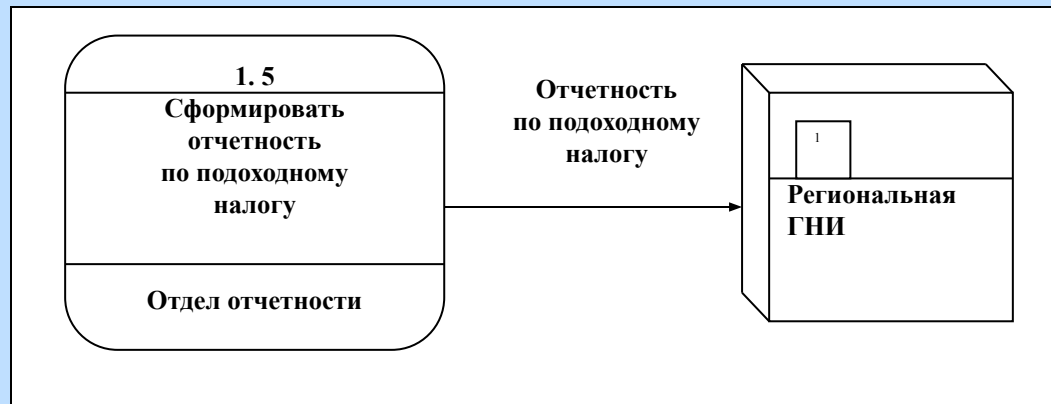 1. 5
Сформировать
отчетность
по подоходному
налогу
Отдел отчетности
Отчетность
по подоходному
налогу
1
Региональная
ГНИ